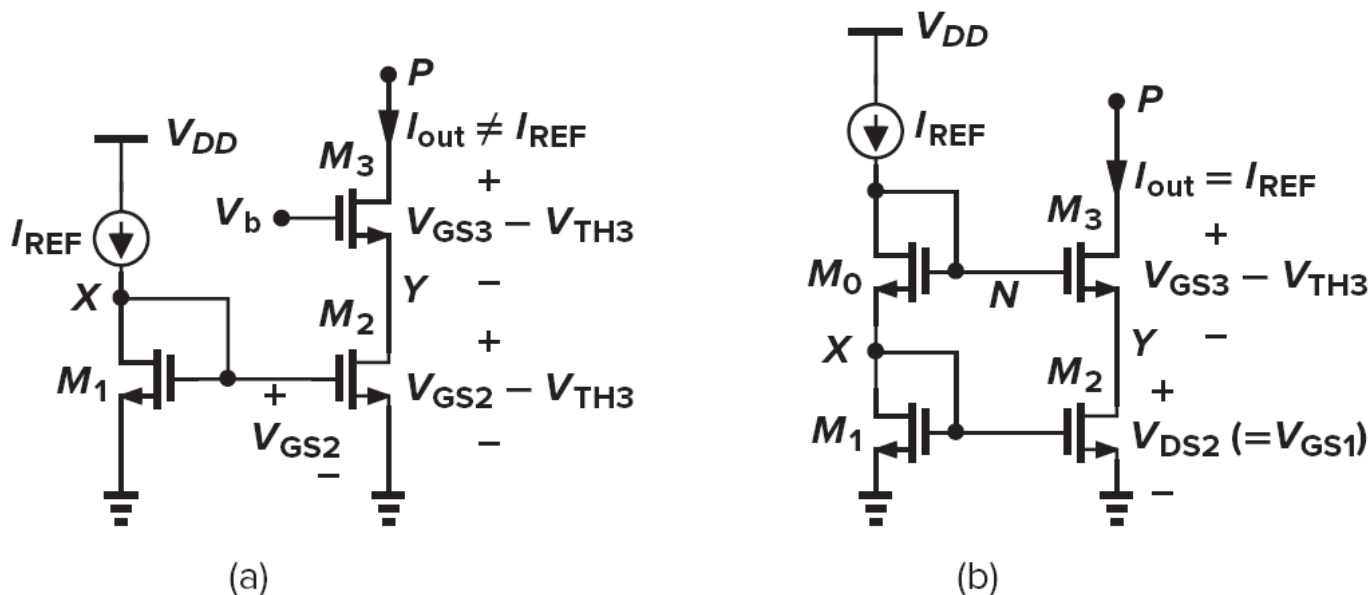 V_DD
I_REF
X
M_1
V_b
M_3
P
I_out ≠ I_REF
+
V_GS3 − V_TH3
−
Y
M_2
+
V_GS2 − V_TH3
−
+
V_GS2
−
(a)
V_DD
I_REF
M_0
N
X
M_1
P
I_out = I_REF
M_3
+
V_GS3 − V_TH3
−
Y
M_2
+
V_DS2 (=V_GS1)
−
(b)